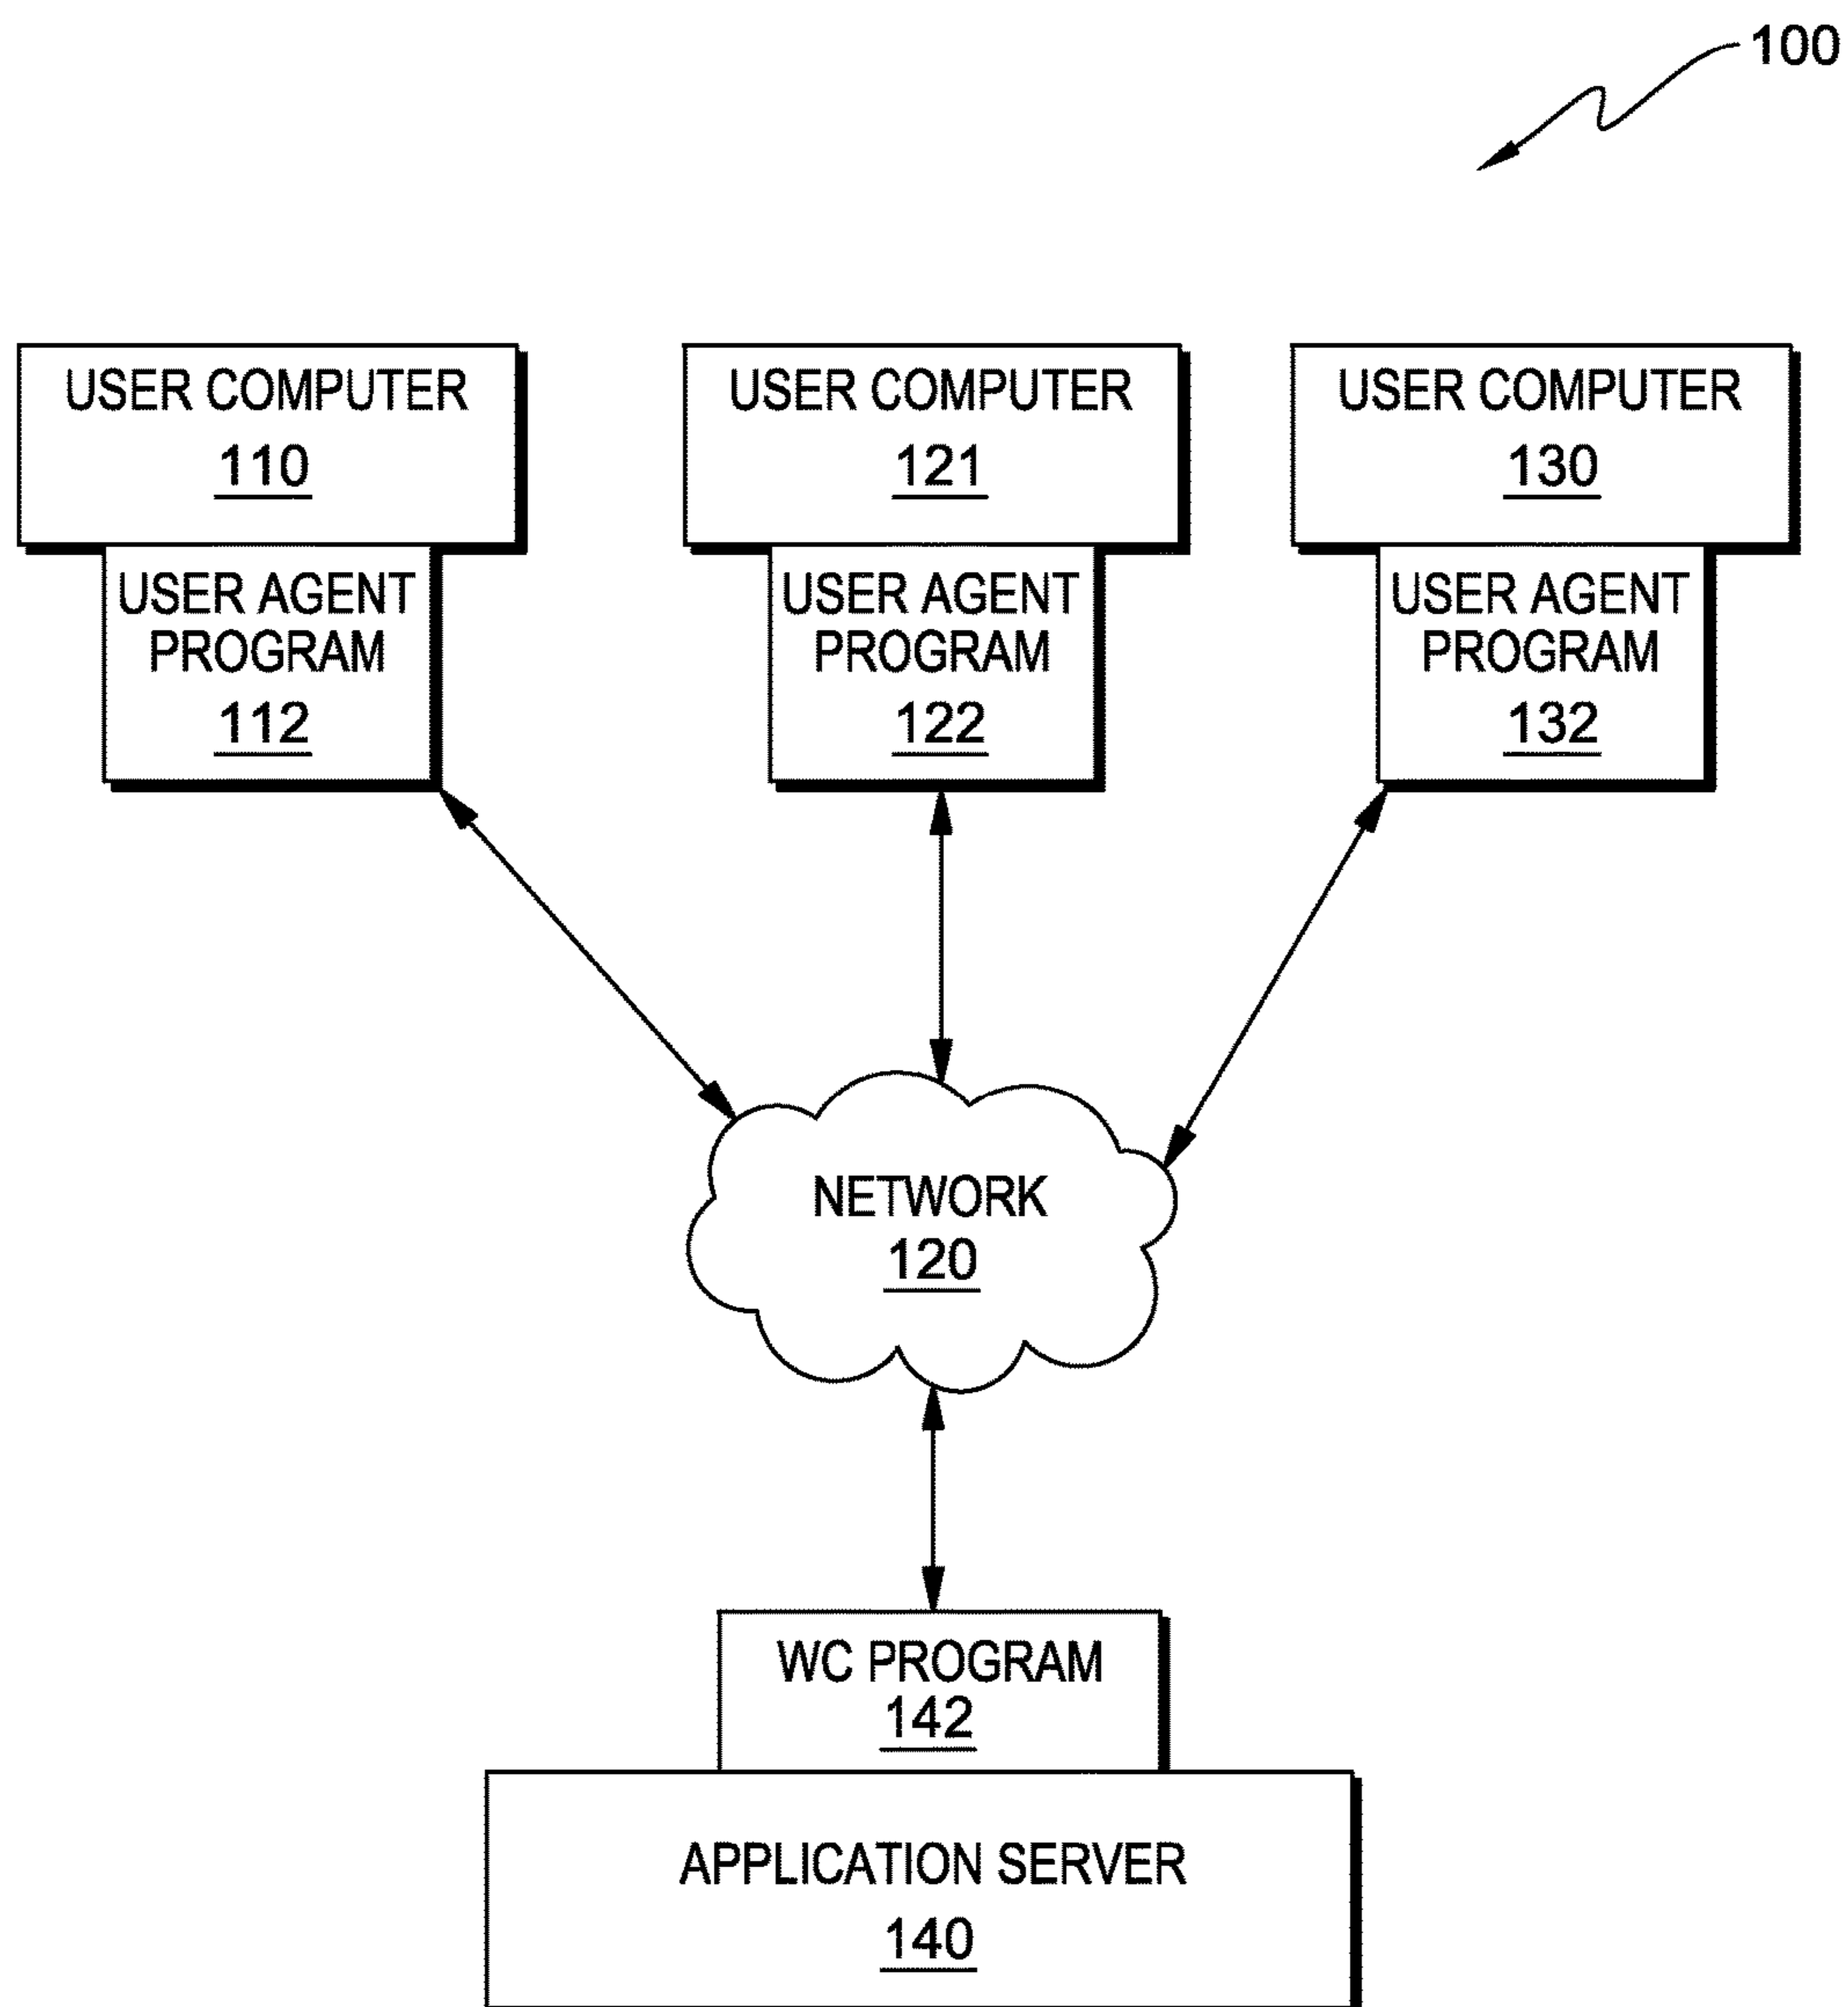 100
USER COMPUTER
110
USER AGENT
PROGRAM
112
USER COMPUTER
121
USER AGENT
PROGRAM
122
USER COMPUTER
130
USER AGENT
PROGRAM
132
NETWORK
120
WC PROGRAM
142
APPLICATION SERVER
140